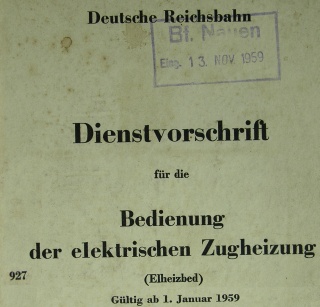 Deutsche Reichsbahn
Bf. Nauen
Eing. 13. NOV. 1959
Dienstvorschrift
für die
Bedienung
der elektrischen Zugheizung
927
(Elheizbed)
Gültig ab 1. Januar 1959